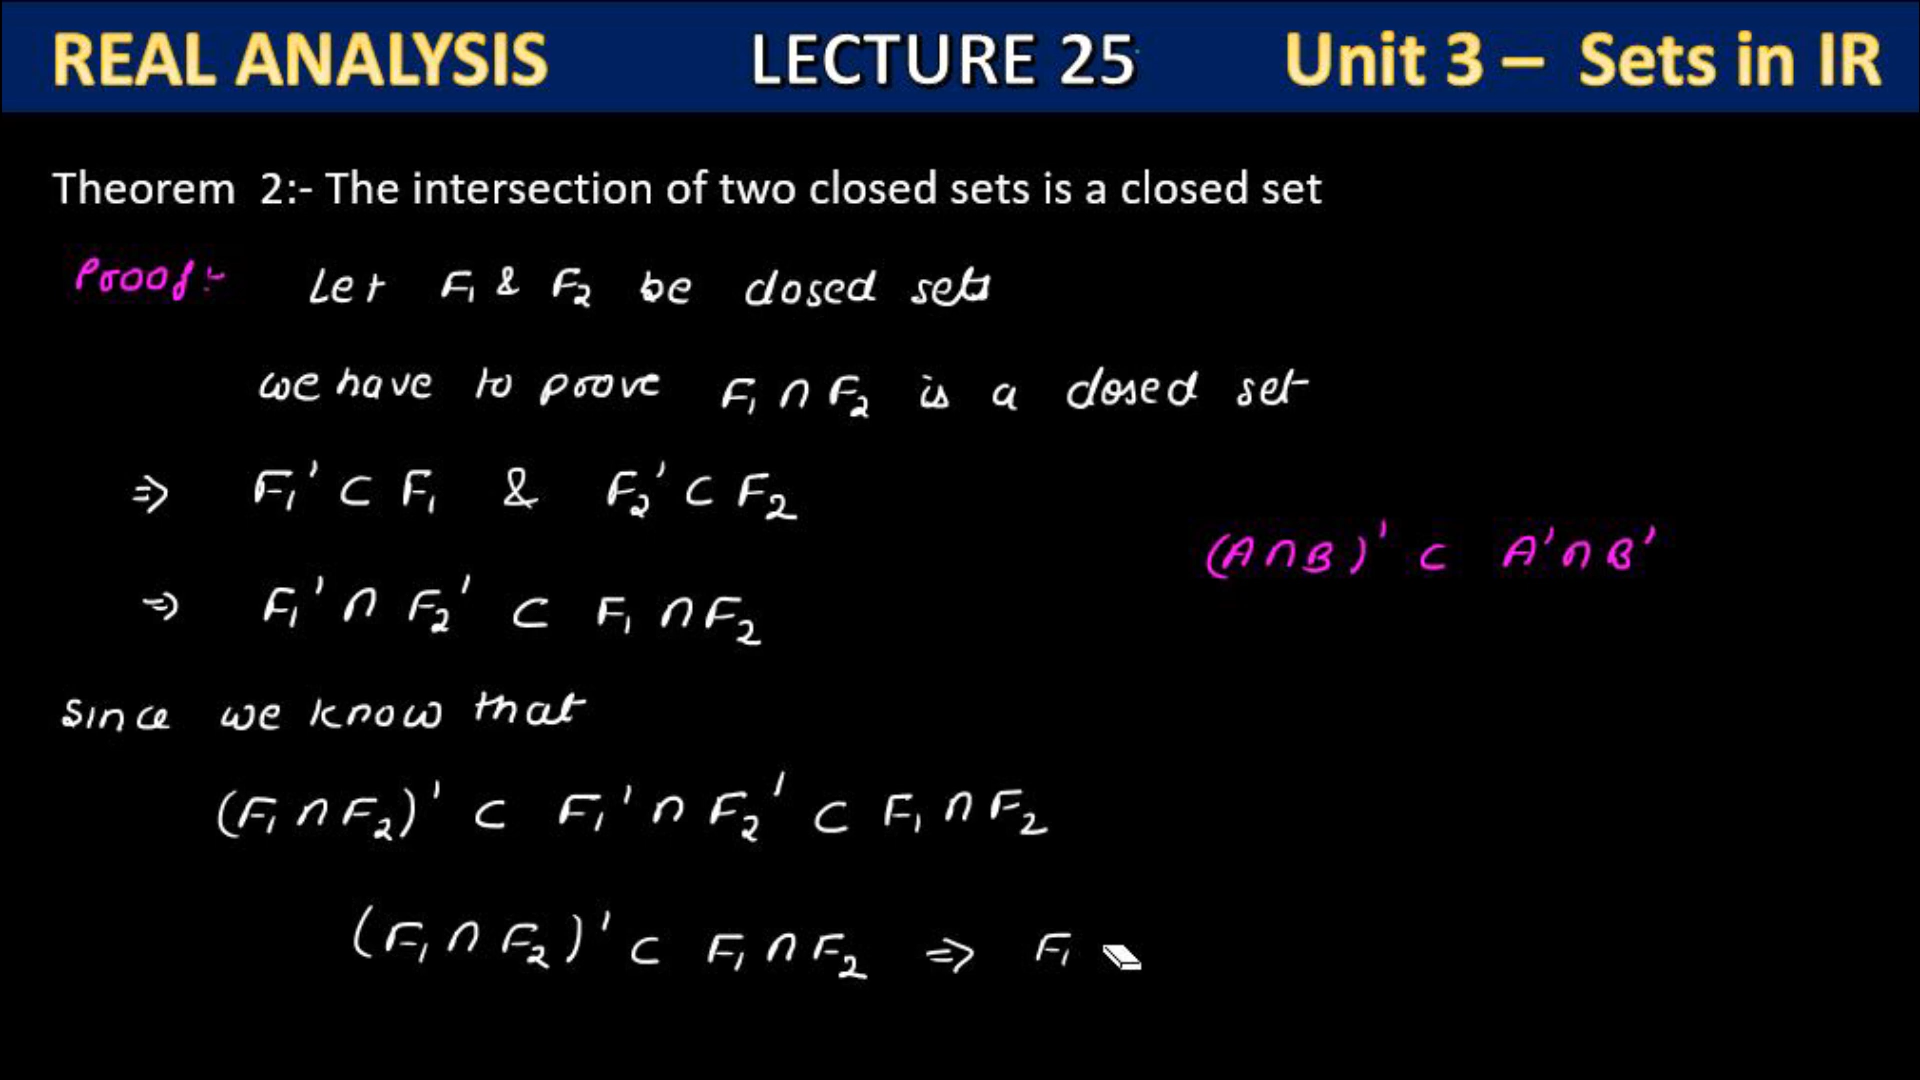 REAL ANALYSIS LECTURE 25 Unit 3 – Sets in IR
Theorem 2:- The intersection of two closed sets is a closed set
Proof:- Let F₁ & F₂ be closed sets
we have to prove F₁ ∩ F₂ is a closed set
⇒ F₁' ⊂ F₁ & F₂' ⊂ F₂
(A∩B)' ⊂ A'∩B'
⇒ F₁' ∩ F₂' ⊂ F₁ ∩ F₂
since we know that
(F₁ ∩ F₂)' ⊂ F₁' ∩ F₂' ⊂ F₁ ∩ F₂
(F₁ ∩ F₂)' ⊂ F₁ ∩ F₂ ⇒ F₁